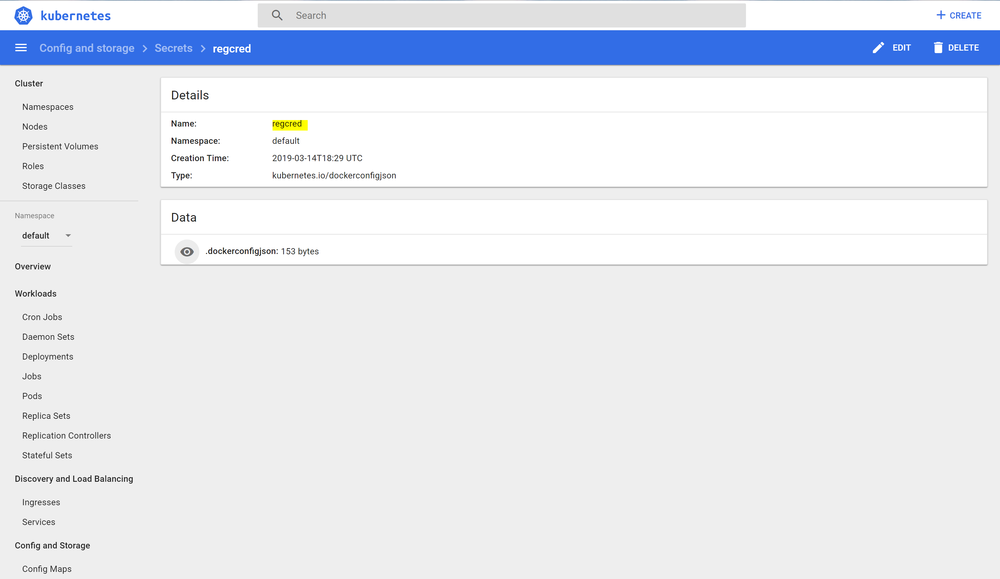 kubernetes
Search
CREATE
Config and storage > Secrets > regcred
EDIT
DELETE
Cluster
Namespaces
Nodes
Persistent Volumes
Roles
Storage Classes
Namespace
default
Overview
Workloads
Cron Jobs
Daemon Sets
Deployments
Jobs
Pods
Replica Sets
Replication Controllers
Stateful Sets
Discovery and Load Balancing
Ingresses
Services
Config and Storage
Config Maps
Details
Name: regcred
Namespace: default
Creation Time: 2019-03-14T18:29 UTC
Type: kubernetes.io/dockerconfigjson
Data
.dockerconfigjson: 153 bytes